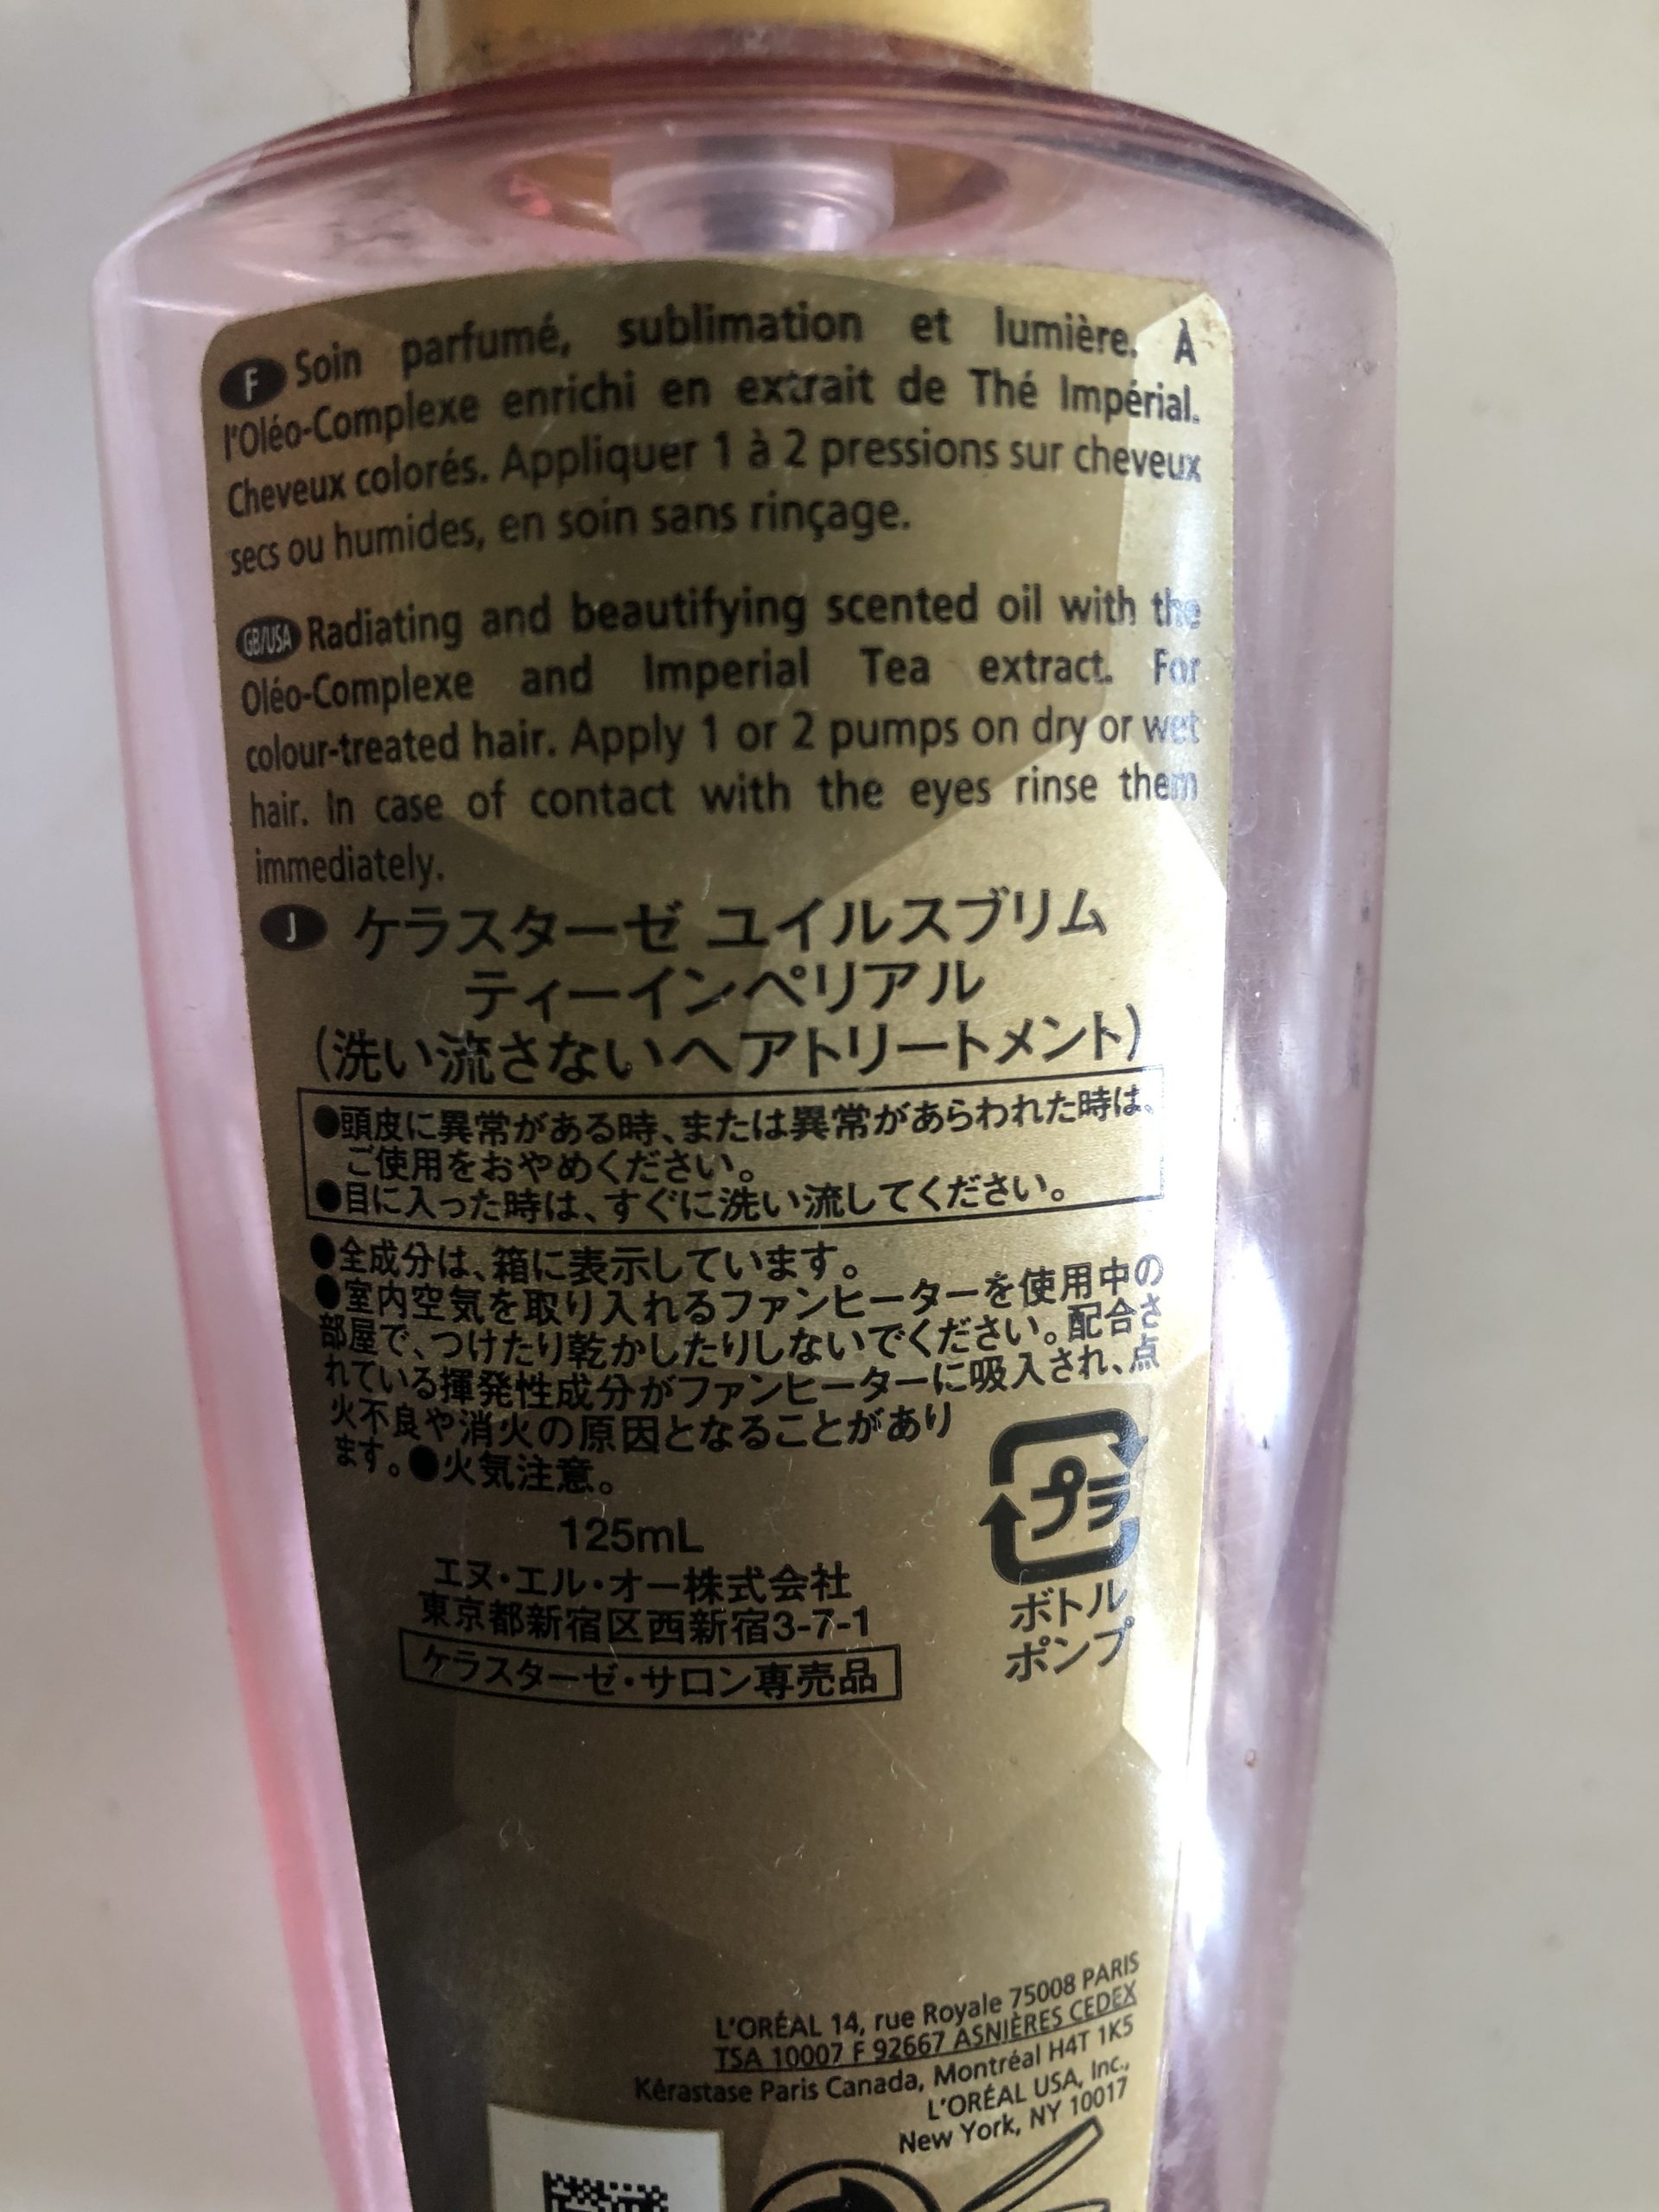 F Soin parfumé, sublimation et lumière. À
l'Oléo-Complexe enrichi en extrait de Thé Impérial.
Cheveux colorés. Appliquer 1 à 2 pressions sur cheveux
secs ou humides, en soin sans rinçage.
GB/USA Radiating and beautifying scented oil with the
Oléo-Complexe and Imperial Tea extract. For
colour-treated hair. Apply 1 or 2 pumps on dry or wet
hair. In case of contact with the eyes rinse them
immediately.
J ケラスターゼ ユイルスブリム
ティーインペリアル
(洗い流さないヘアトリートメント)
●頭皮に異常がある時、または異常があらわれた時は、
ご使用をおやめください。
●目に入った時は、すぐに洗い流してください。
●全成分は、箱に表示しています。
●室内空気を取り入れるファンヒーターを使用中の
部屋で、つけたり乾かしたりしないでください。配合さ
れている揮発性成分がファンヒーターに吸入され、点
火不良や消火の原因となることがあり
ます。●火気注意。
プラ
ボトル
ポンプ
125mL
エヌ・エル・オー株式会社
東京都新宿区西新宿3-7-1
ケラスターゼ・サロン専売品
L'ORÉAL 14, rue Royale 75008 PARIS
TSA 10007 F 92667 ASNIÈRES CEDEX
Kérastase Paris Canada, Montréal H4T 1K5
L'ORÉAL USA, Inc.,
New York, NY 10017